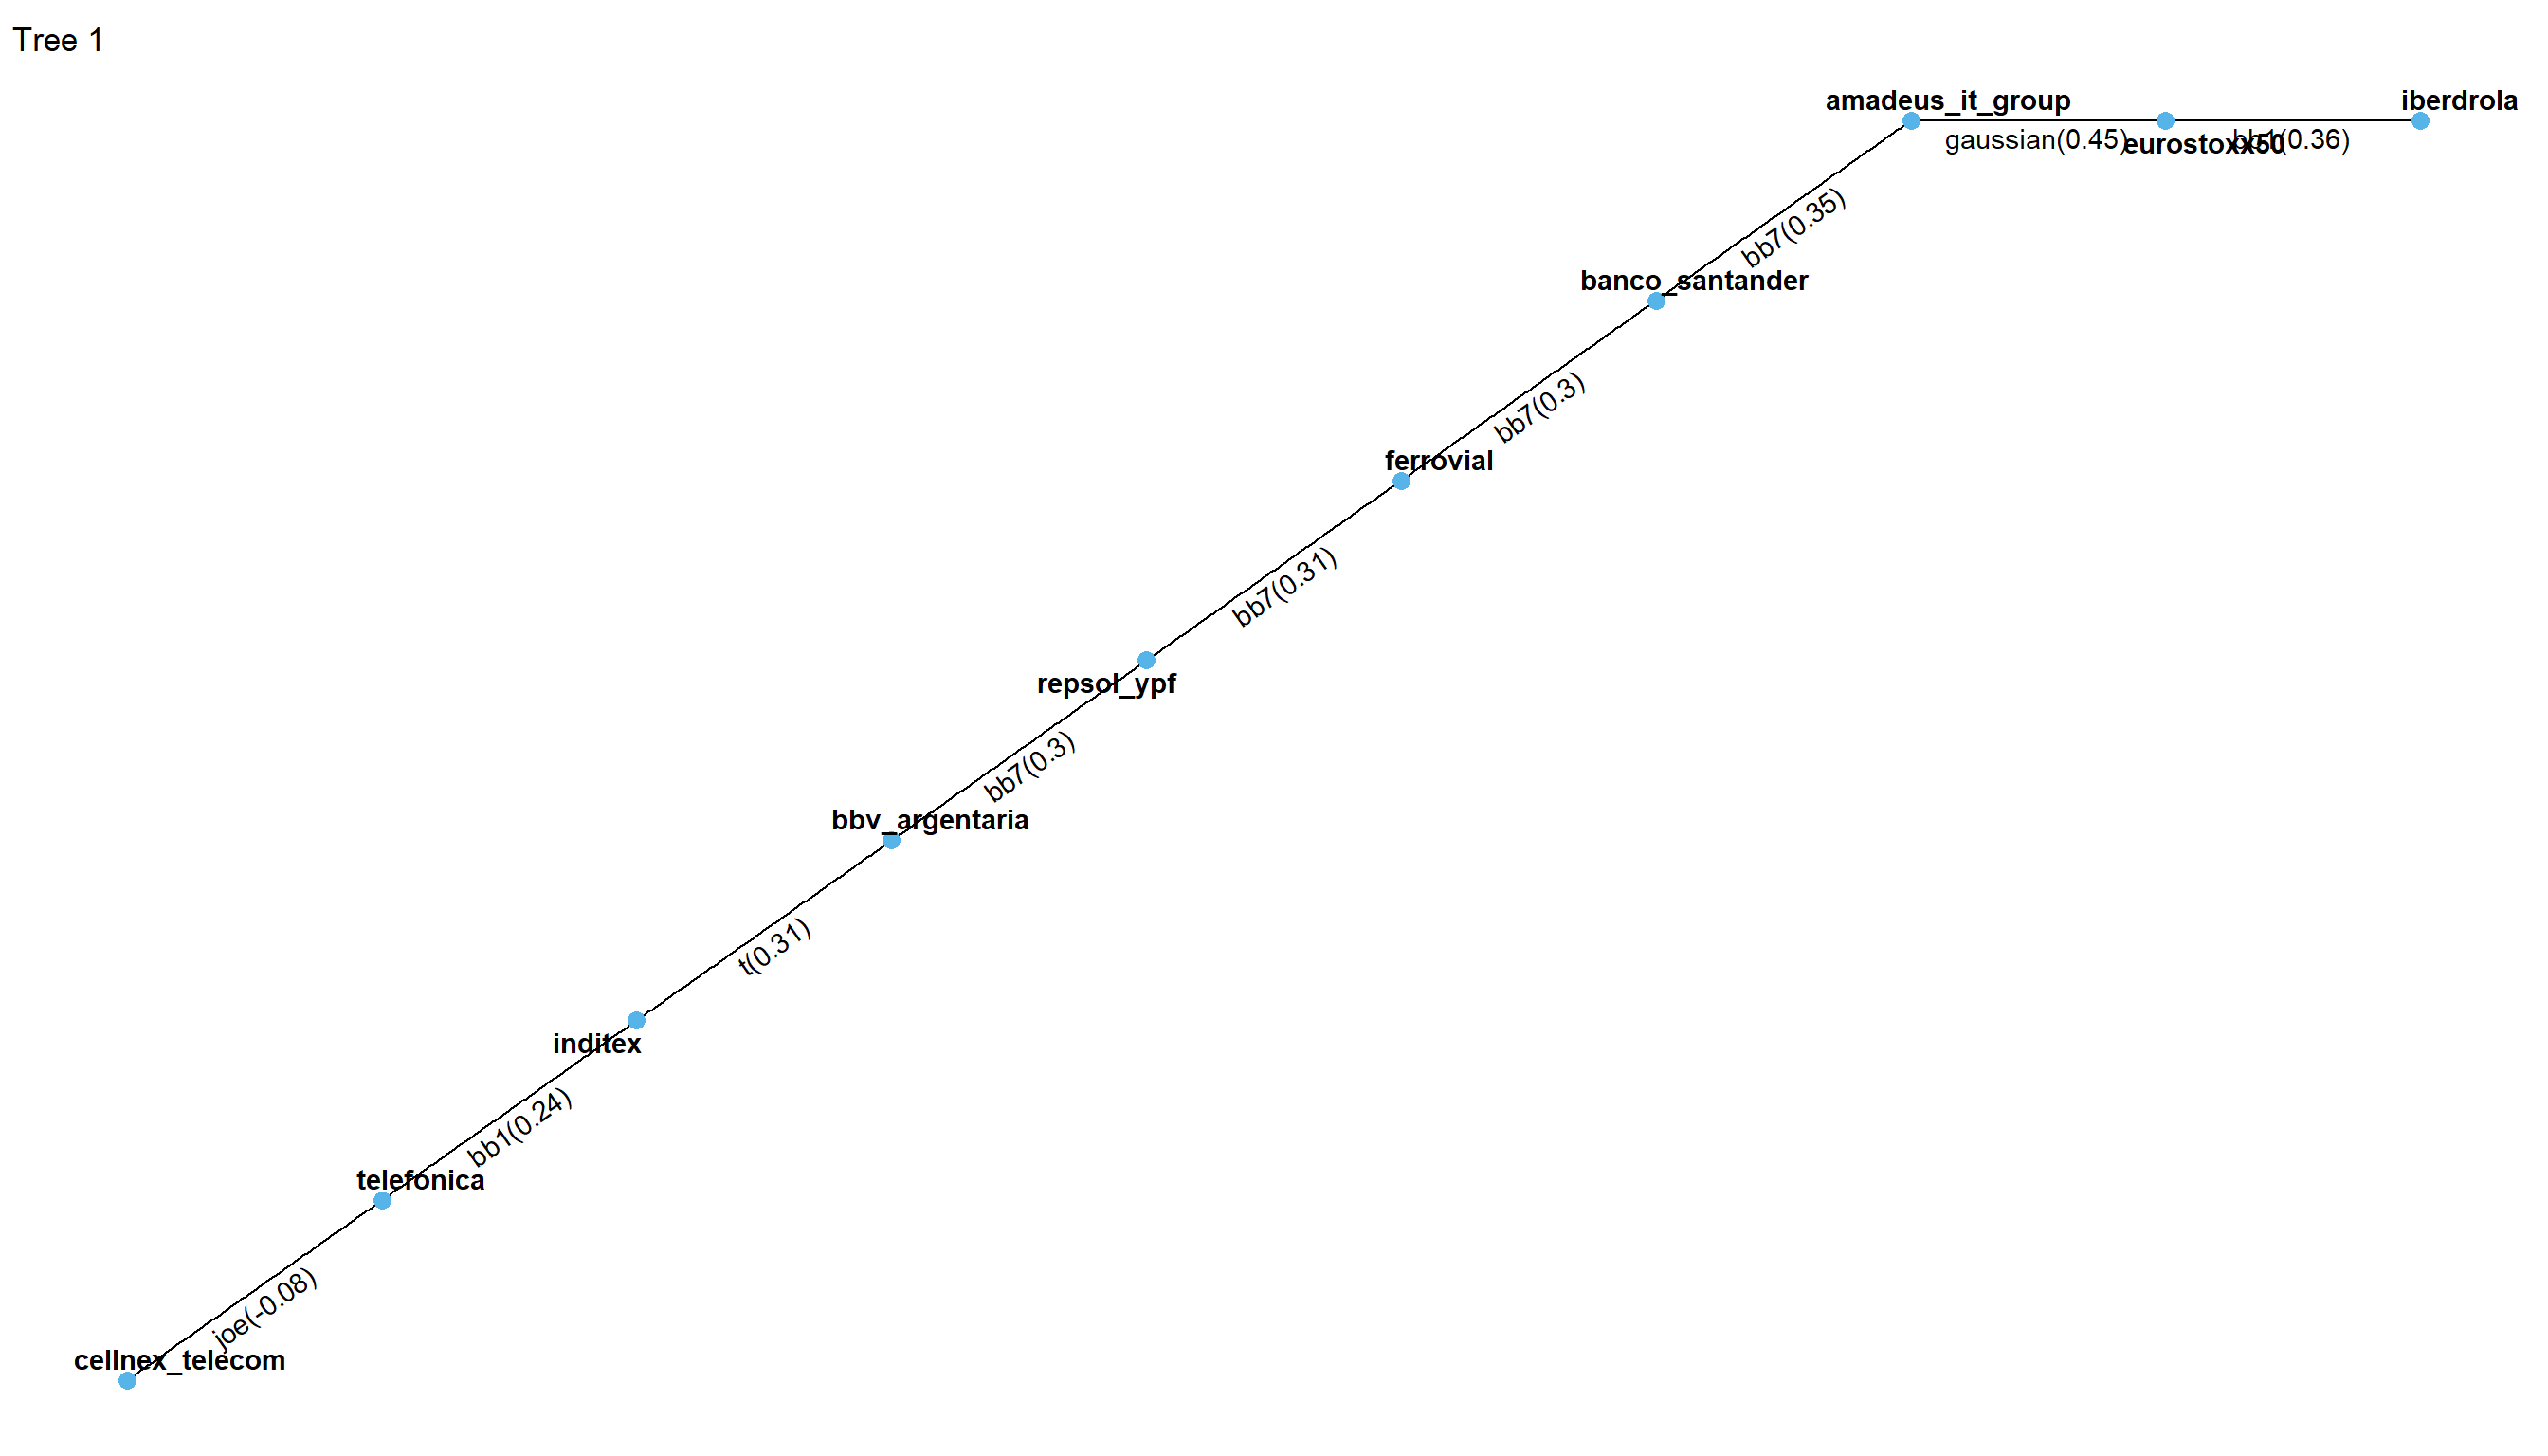 Tree 1
amadeus_it_group
iberdrola
gaussian(0.45)
eurostoxx50
bb1(0.36)
bb7(0.35)
banco_santander
bb7(0.3)
ferrovial
bb7(0.31)
repsol_ypf
bb7(0.3)
bbv_argentaria
t(0.31)
inditex
bb1(0.24)
telefonica
joe(-0.08)
cellnex_telecom